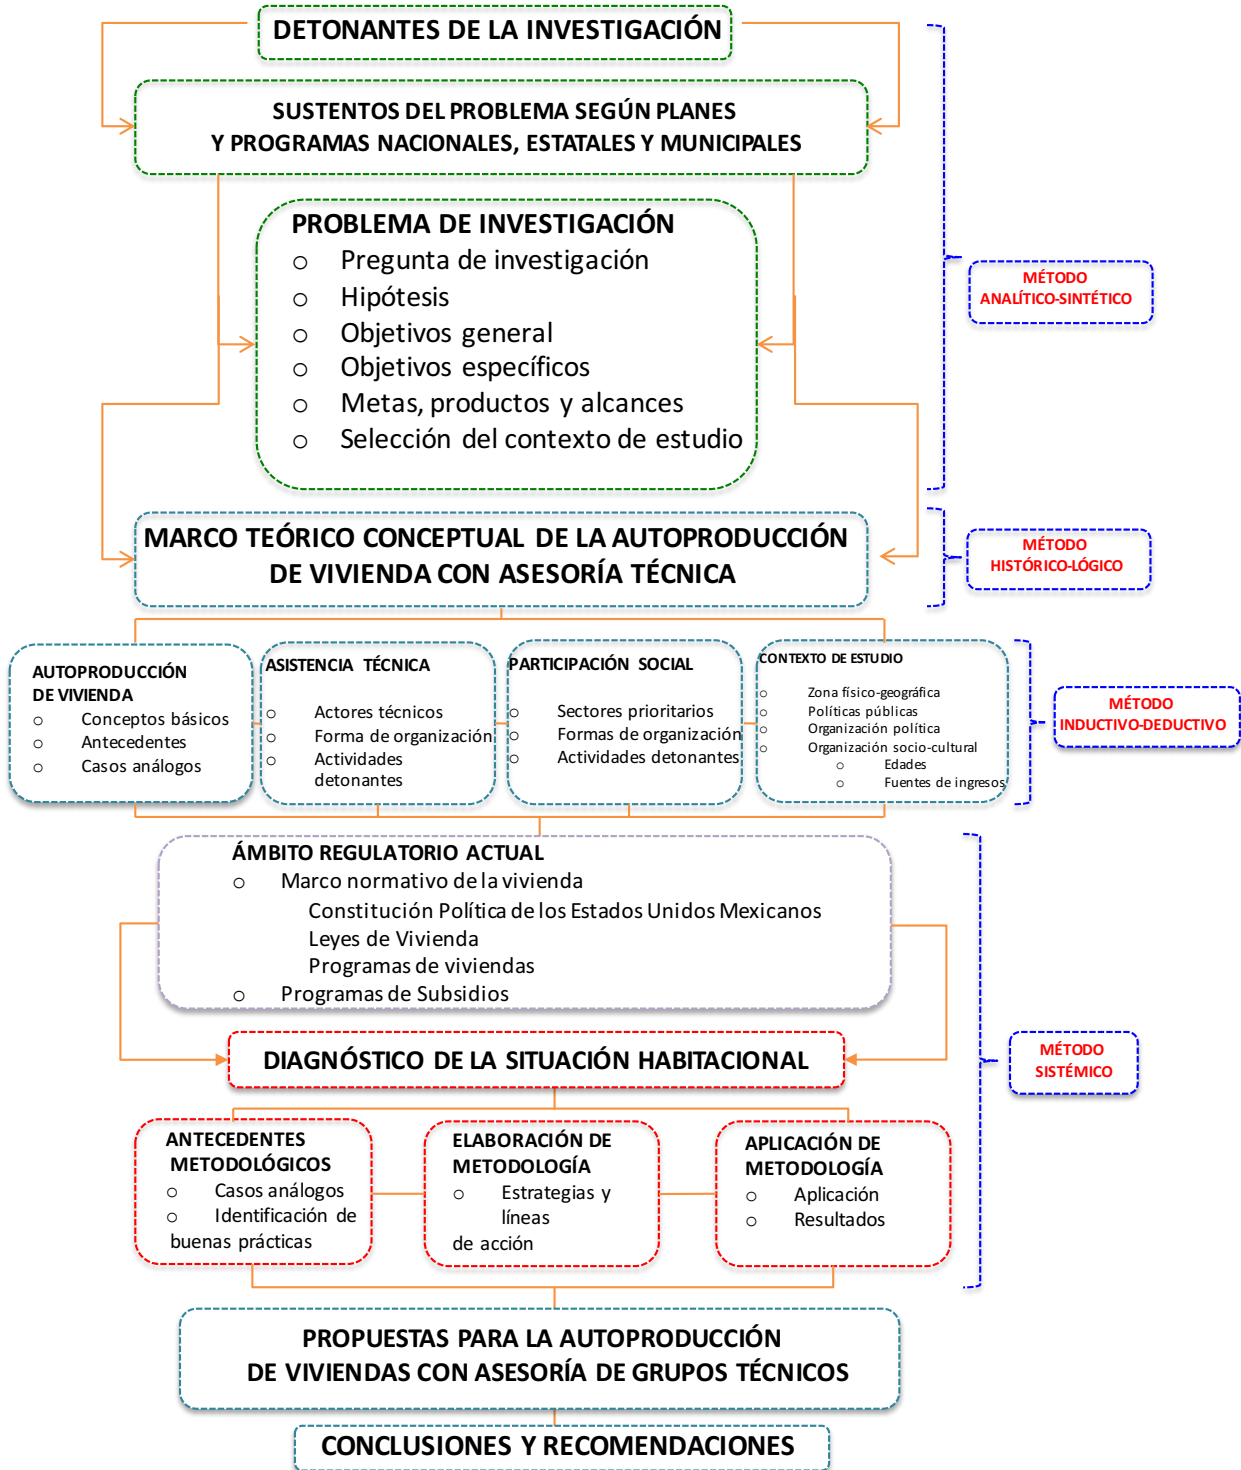 DETONANTES DE LA INVESTIGACIÓN
SUSTENTOS DEL PROBLEMA SEGÚN PLANES
Y PROGRAMAS NACIONALES, ESTATALES Y MUNICIPALES
PROBLEMA DE INVESTIGACIÓN
o Pregunta de investigación
o Hipótesis
o Objetivos general
o Objetivos específicos
o Metas, productos y alcances
o Selección del contexto de estudio
MÉTODO
ANALÍTICO-SINTÉTICO
MARCO TEÓRICO CONCEPTUAL DE LA AUTOPRODUCCIÓN
DE VIVIENDA CON ASESORÍA TÉCNICA
MÉTODO
HISTÓRICO-LÓGICO
AUTOPRODUCCIÓN
DE VIVIENDA
o Conceptos básicos
o Antecedentes
o Casos análogos
ASISTENCIA TÉCNICA
o Actores técnicos
o Forma de organización
o Actividades
detonantes
PARTICIPACIÓN SOCIAL
o Sectores prioritarios
o Formas de organización
o Actividades detonantes
CONTEXTO DE ESTUDIO
o Zona físico-geográfica
o Políticas públicas
o Organización política
o Organización socio-cultural
o Edades
o Fuentes de ingresos
MÉTODO
INDUCTIVO-DEDUCTIVO
ÁMBITO REGULATORIO ACTUAL
o Marco normativo de la vivienda
Constitución Política de los Estados Unidos Mexicanos
Leyes de Vivienda
Programas de viviendas
o Programas de Subsidios
DIAGNÓSTICO DE LA SITUACIÓN HABITACIONAL
MÉTODO
SISTÉMICO
ANTECEDENTES
METODOLÓGICOS
o Casos análogos
o Identificación de
buenas prácticas
ELABORACIÓN DE
METODOLOGÍA
o Estrategias y
líneas
de acción
APLICACIÓN DE
METODOLOGÍA
o Aplicación
o Resultados
PROPUESTAS PARA LA AUTOPRODUCCIÓN
DE VIVIENDAS CON ASESORÍA DE GRUPOS TÉCNICOS
CONCLUSIONES Y RECOMENDACIONES